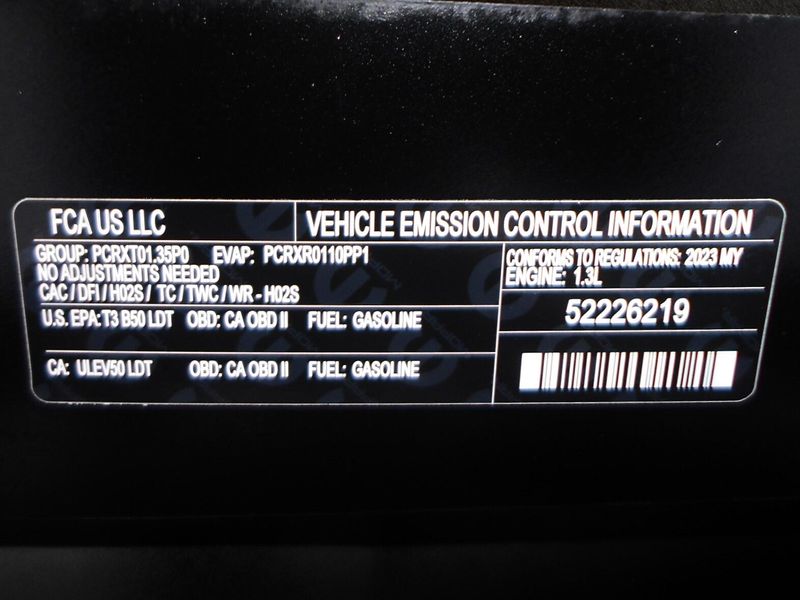 FCA US LLC
VEHICLE EMISSION CONTROL INFORMATION
GROUP: PCRXT01.35P0 EVAP: PCRXR0110PP1
NO ADJUSTMENTS NEEDED
CAC / DFI / H02S / TC / TWC / WR - H02S
U.S. EPA: T3 B50 LDT OBD: CA OBD II FUEL: GASOLINE
CA: ULEV50 LDT OBD: CA OBD II FUEL: GASOLINE
CONFORMS TO REGULATIONS: 2023 MY
ENGINE: 1.3L
52226219